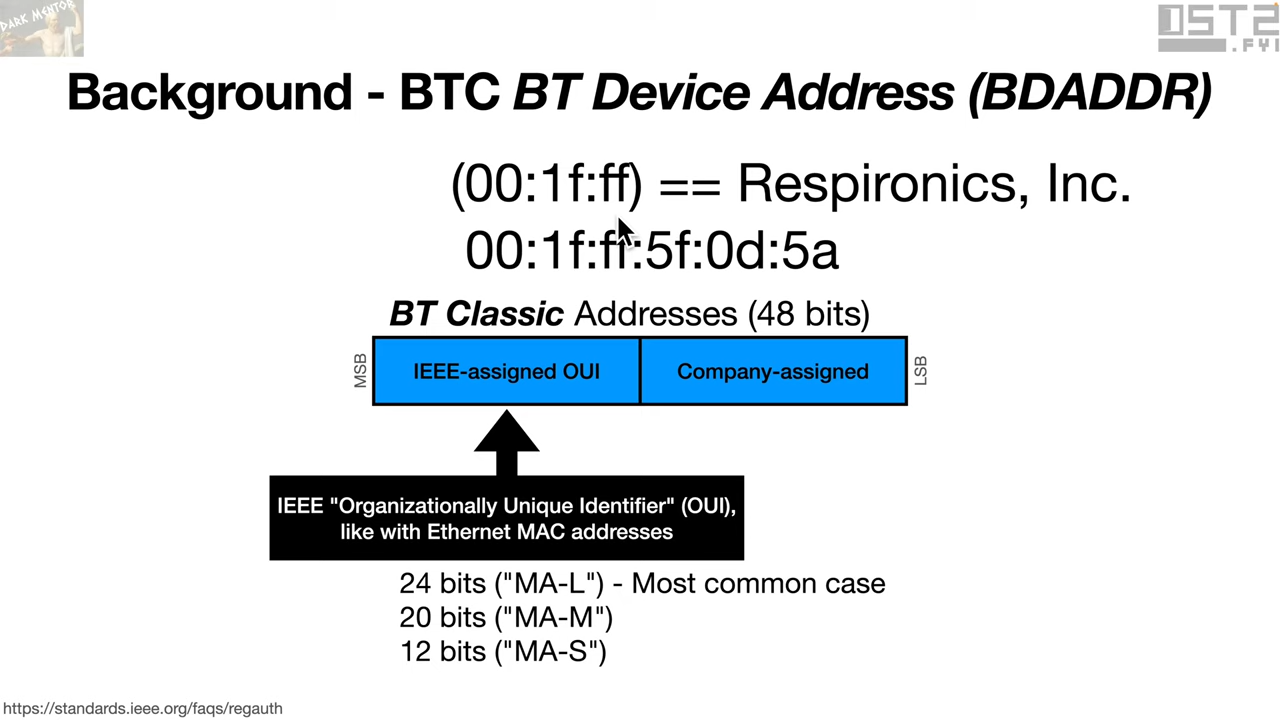 DARK MENTOR
OST2
.FYI
Background - BTC BT Device Address (BDADDR)
(00:1f:ff) == Respironics, Inc.
00:1f:ff:5f:0d:5a
BT Classic Addresses (48 bits)
MSB
IEEE-assigned OUI
Company-assigned
LSB
IEEE "Organizationally Unique Identifier" (OUI),
like with Ethernet MAC addresses
24 bits ("MA-L") - Most common case
20 bits ("MA-M")
12 bits ("MA-S")
https://standards.ieee.org/faqs/regauth